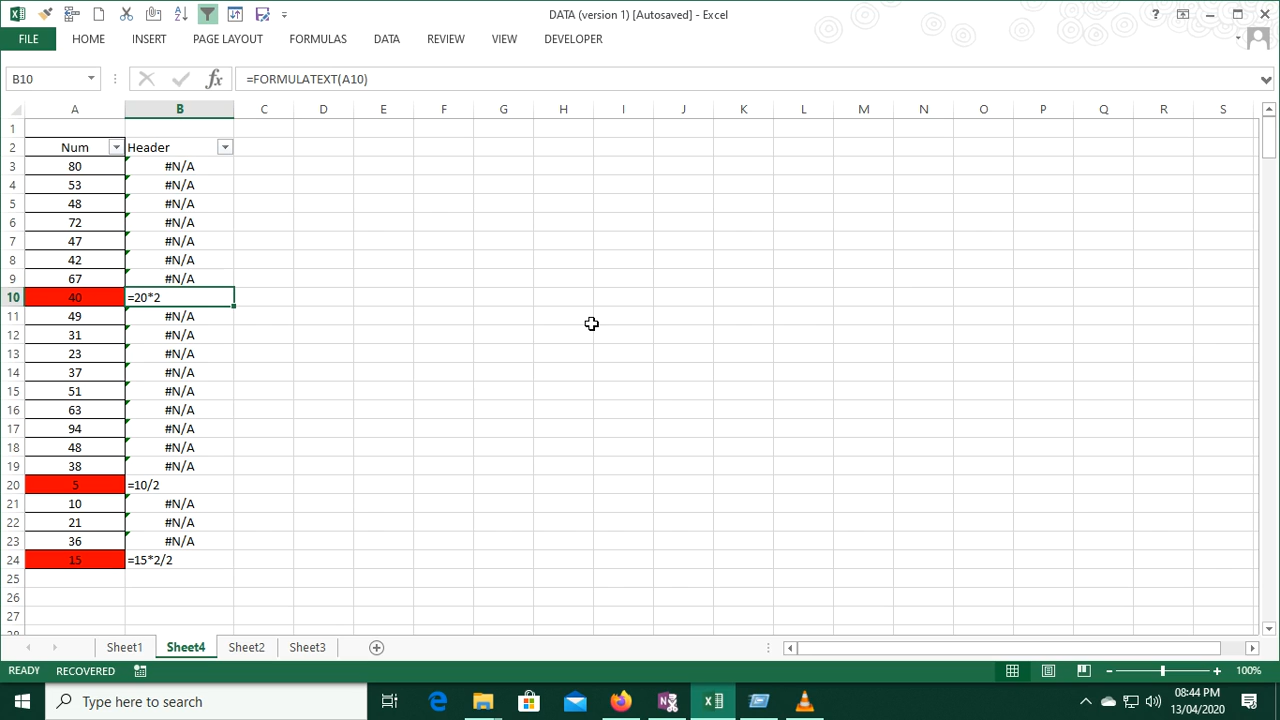 DATA (version 1) [Autosaved] - Excel
?
FILE HOME INSERT PAGE LAYOUT FORMULAS DATA REVIEW VIEW DEVELOPER
B10 fx =FORMULATEXT(A10)
A B C D E F G H I J K L M N O P Q R S
1
2 Num Header
3 80 #N/A
4 53 #N/A
5 48 #N/A
6 72 #N/A
7 47 #N/A
8 42 #N/A
9 67 #N/A
10 40 =20*2
11 49 #N/A
12 31 #N/A
13 23 #N/A
14 37 #N/A
15 51 #N/A
16 63 #N/A
17 94 #N/A
18 48 #N/A
19 38 #N/A
20 5 =10/2
21 10 #N/A
22 21 #N/A
23 36 #N/A
24 15 =15*2/2
25
26
27
28
Sheet1 Sheet4 Sheet2 Sheet3
READY RECOVERED 100%
Type here to search
08:44 PM
13/04/2020